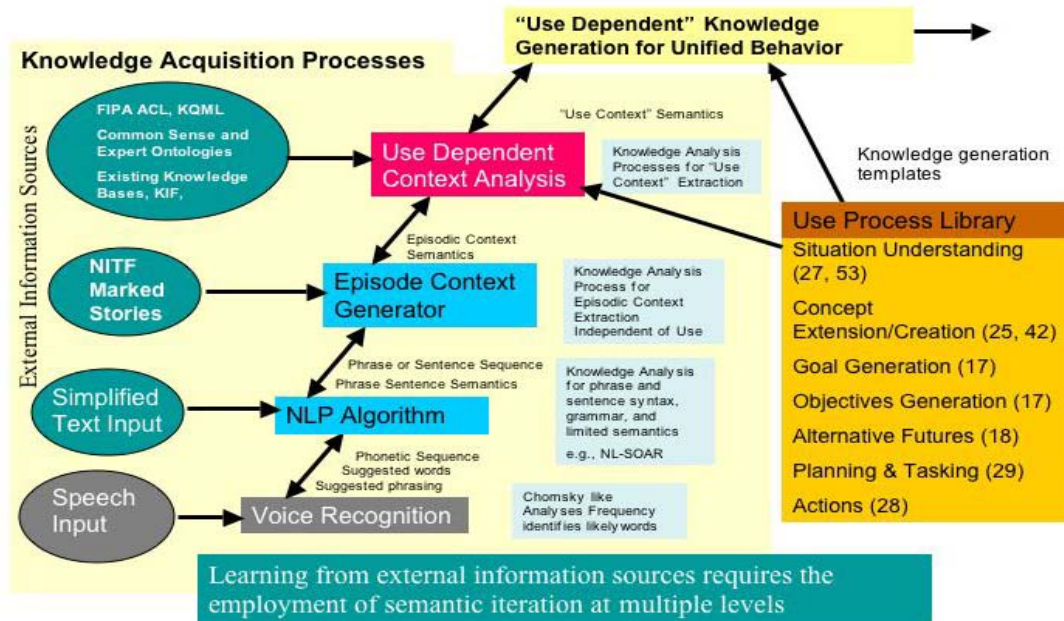 “Use Dependent” Knowledge
Generation for Unified Behavior
Knowledge Acquisition Processes
External Information Sources
FIPA ACL, KQML
Common Sense and
Expert Ontologies
Existing Knowledge
Bases, KIF,
“Use Context” Semantics
Use Dependent
Context Analysis
Knowledge Analysis
Processes for “Use
Context” Extraction
Knowledge generation
templates
Episodic Context
Semantics
NITF
Marked
Stories
Episode Context
Generator
Knowledge Analysis
Process for
Episodic Context
Extraction
Independent of Use
Phrase or Sentence Sequence
Phrase Sentence Semantics
Simplified
Text Input
NLP Algorithm
Knowledge Analysis
for phrase and
sentence syntax,
grammar, and
limited semantics
e.g., NL-SOAR
Phonetic Sequence
Suggested words
Suggested phrasing
Speech
Input
Voice Recognition
Chomsky like
Analyses Frequency
identifies likely words
Use Process Library
Situation Understanding
(27, 53)
Concept
Extension/Creation (25, 42)
Goal Generation (17)
Objectives Generation (17)
Alternative Futures (18)
Planning & Tasking (29)
Actions (28)
Learning from external information sources requires the
employment of semantic iteration at multiple levels